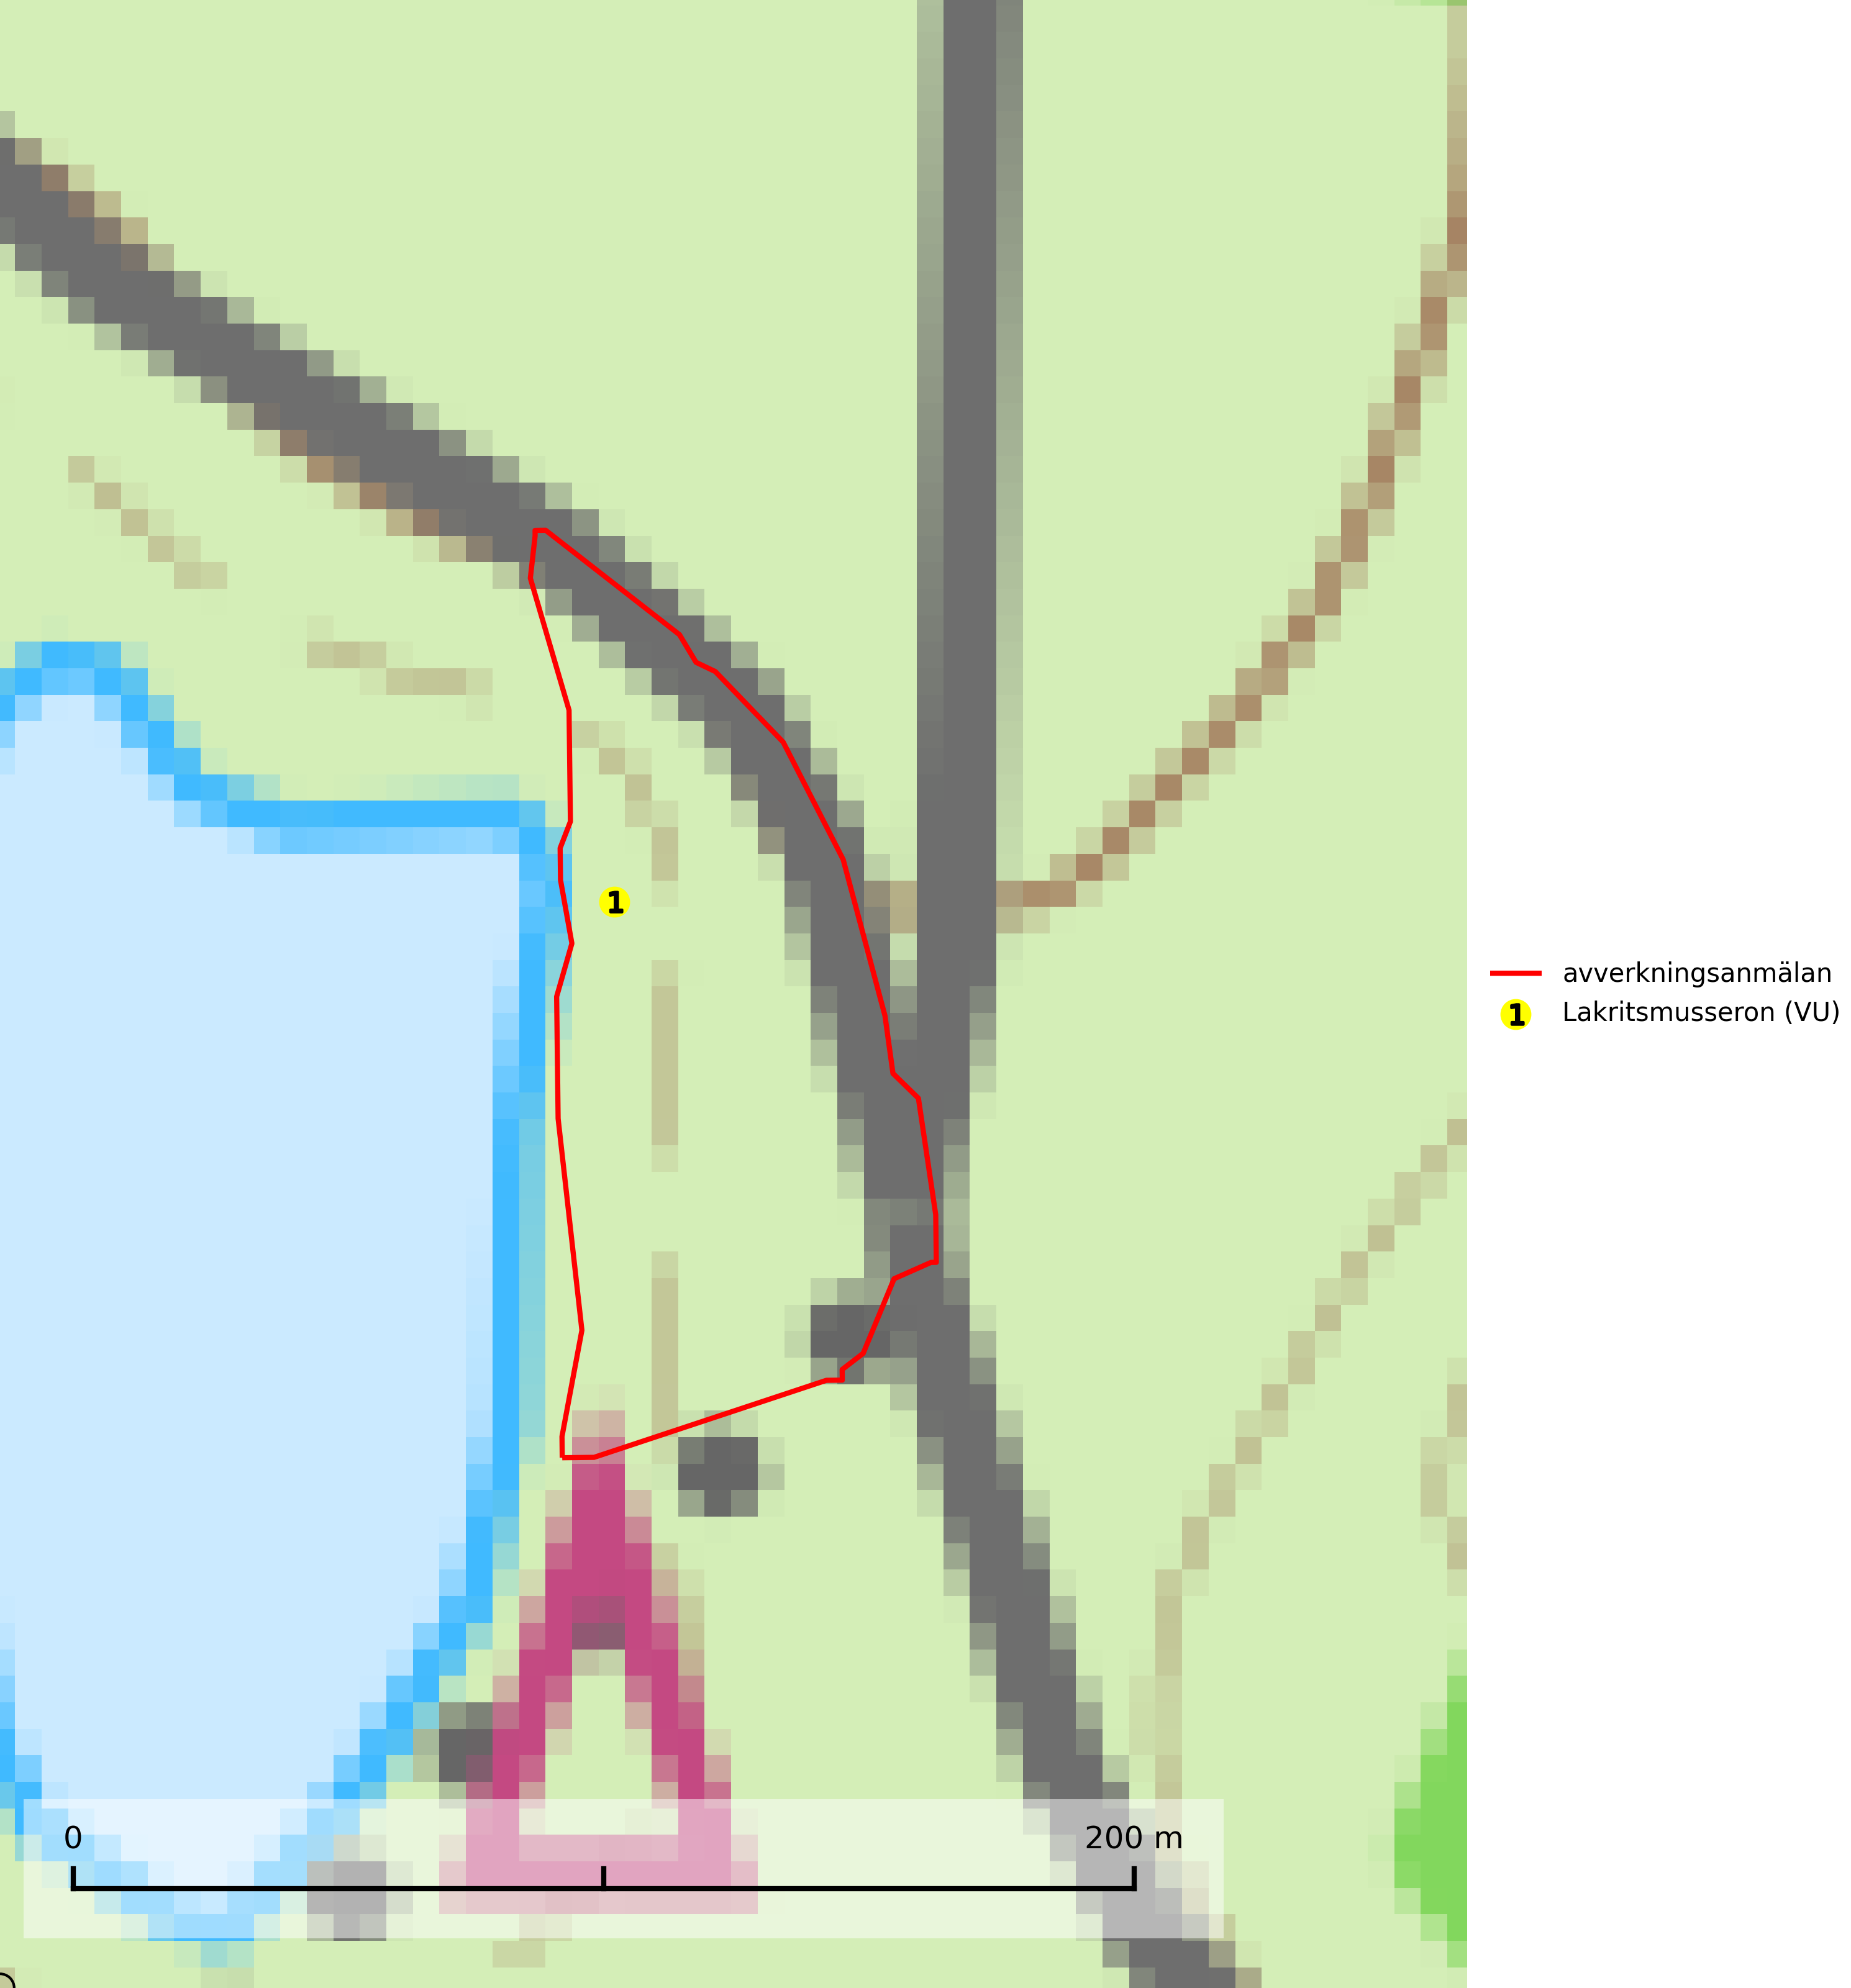 1
avverkningsanmälan
1 Lakritsmusseron (VU)
0 200 m